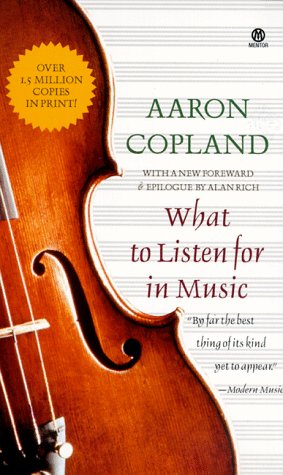 MENTOR
OVER
1.5 MILLION
COPIES
IN PRINT!
AARON
COPLAND
WITH A NEW FOREWARD
& EPILOGUE BY ALAN RICH
What
to Listen for
in Music
"By far the best
thing of its kind
yet to appear."
—Modern Music